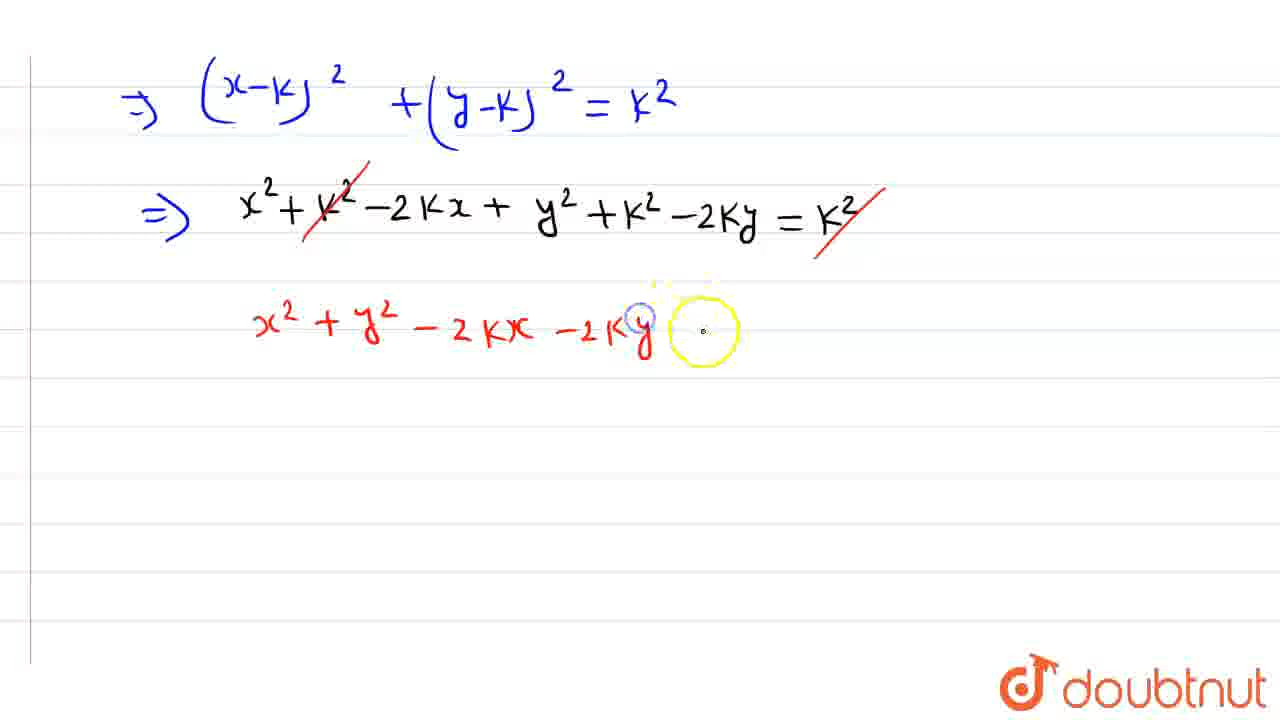 ⇒ (x-k)² + (y-k)² = k²
⇒ x² + k² - 2kx + y² + k² - 2ky = k²
x² + y² - 2kx - 2ky
doubtnut